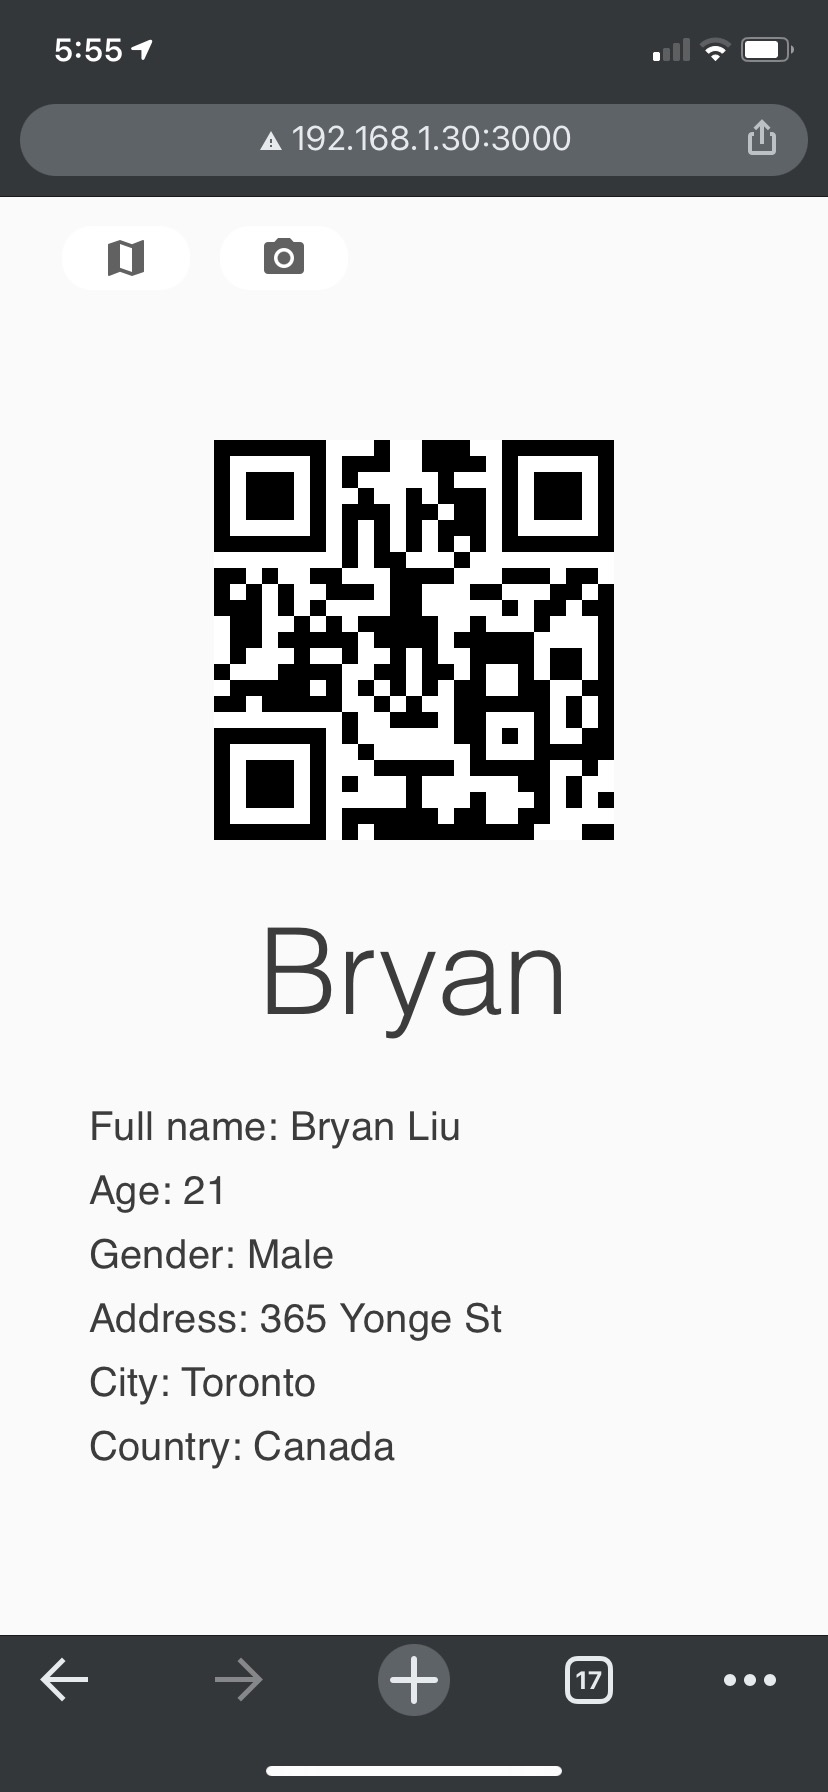 5:55
192.168.1.30:3000
Bryan
Full name: Bryan Liu
Age: 21
Gender: Male
Address: 365 Yonge St
City: Toronto
Country: Canada
17